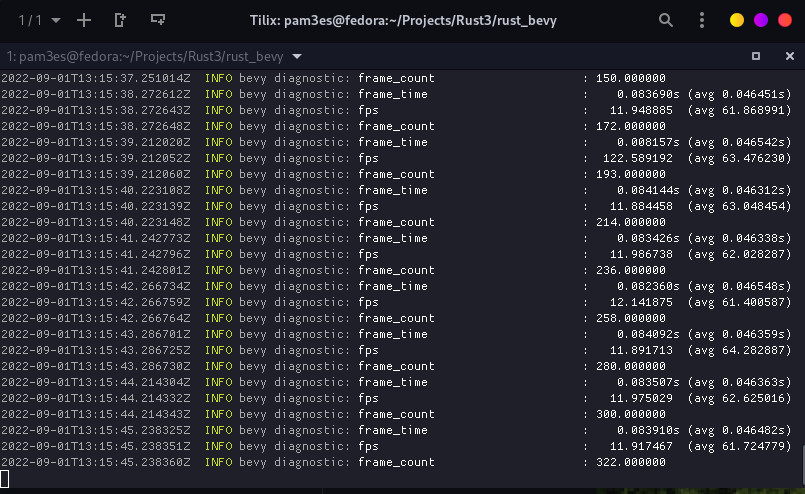 1 / 1
Tilix: pam3es@fedora:~/Projects/Rust3/rust_bevy
1: pam3es@fedora:~/Projects/Rust3/rust_bevy
2022-09-01T13:15:37.251014Z  INFO bevy diagnostic: frame_count : 150.000000
2022-09-01T13:15:38.272612Z  INFO bevy diagnostic: frame_time : 0.083690s (avg 0.046451s)
2022-09-01T13:15:38.272643Z  INFO bevy diagnostic: fps : 11.948885 (avg 61.868991)
2022-09-01T13:15:38.272648Z  INFO bevy diagnostic: frame_count : 172.000000
2022-09-01T13:15:39.212020Z  INFO bevy diagnostic: frame_time : 0.008157s (avg 0.046542s)
2022-09-01T13:15:39.212052Z  INFO bevy diagnostic: fps : 122.589192 (avg 63.476230)
2022-09-01T13:15:39.212060Z  INFO bevy diagnostic: frame_count : 193.000000
2022-09-01T13:15:40.223108Z  INFO bevy diagnostic: frame_time : 0.084144s (avg 0.046312s)
2022-09-01T13:15:40.223139Z  INFO bevy diagnostic: fps : 11.884458 (avg 63.048454)
2022-09-01T13:15:40.223148Z  INFO bevy diagnostic: frame_count : 214.000000
2022-09-01T13:15:41.242773Z  INFO bevy diagnostic: frame_time : 0.083426s (avg 0.046338s)
2022-09-01T13:15:41.242796Z  INFO bevy diagnostic: fps : 11.986738 (avg 62.028287)
2022-09-01T13:15:41.242801Z  INFO bevy diagnostic: frame_count : 236.000000
2022-09-01T13:15:42.266734Z  INFO bevy diagnostic: frame_time : 0.082360s (avg 0.046548s)
2022-09-01T13:15:42.266759Z  INFO bevy diagnostic: fps : 12.141875 (avg 61.400587)
2022-09-01T13:15:42.266764Z  INFO bevy diagnostic: frame_count : 258.000000
2022-09-01T13:15:43.286701Z  INFO bevy diagnostic: frame_time : 0.084092s (avg 0.046359s)
2022-09-01T13:15:43.286725Z  INFO bevy diagnostic: fps : 11.891713 (avg 64.282887)
2022-09-01T13:15:43.286730Z  INFO bevy diagnostic: frame_count : 280.000000
2022-09-01T13:15:44.214304Z  INFO bevy diagnostic: frame_time : 0.083507s (avg 0.046363s)
2022-09-01T13:15:44.214332Z  INFO bevy diagnostic: fps : 11.975029 (avg 62.625016)
2022-09-01T13:15:44.214343Z  INFO bevy diagnostic: frame_count : 300.000000
2022-09-01T13:15:45.238325Z  INFO bevy diagnostic: frame_time : 0.083910s (avg 0.046482s)
2022-09-01T13:15:45.238351Z  INFO bevy diagnostic: fps : 11.917467 (avg 61.724779)
2022-09-01T13:15:45.238360Z  INFO bevy diagnostic: frame_count : 322.000000